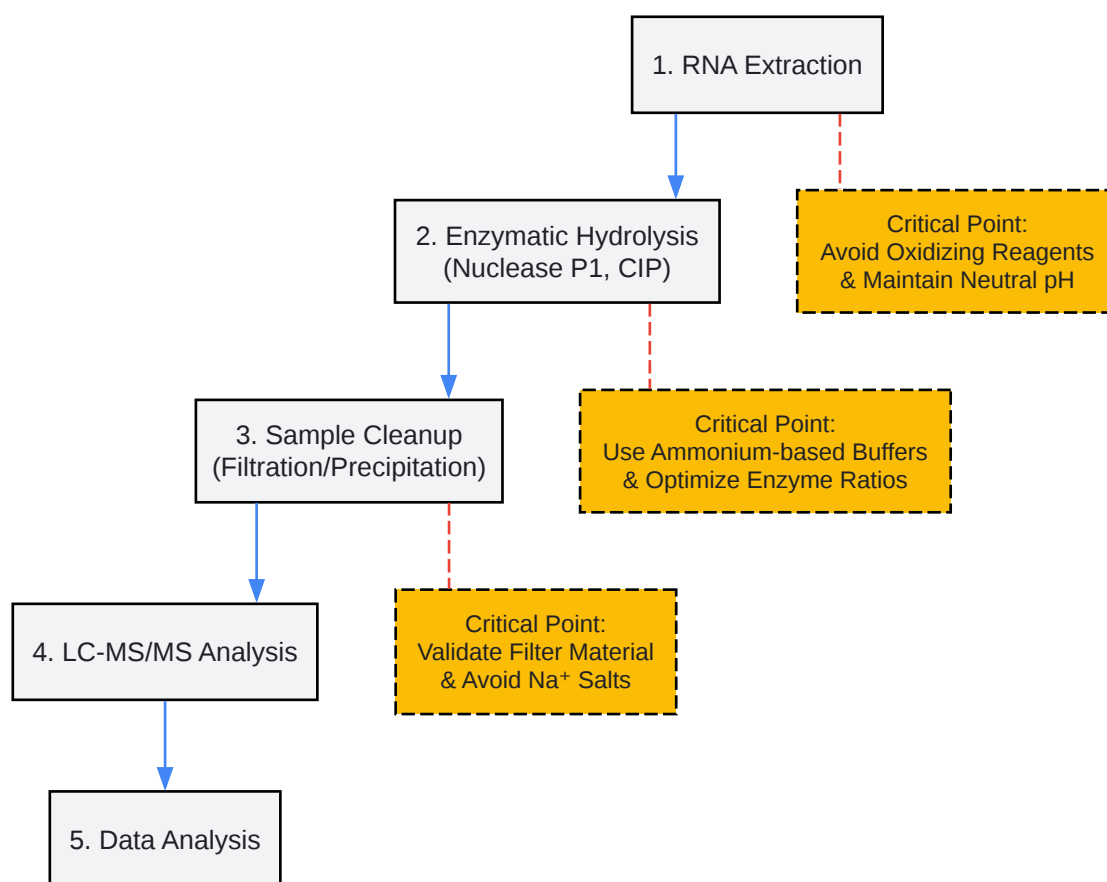 1. RNA Extraction
Critical Point:
Avoid Oxidizing Reagents
& Maintain Neutral pH
2. Enzymatic Hydrolysis
(Nuclease P1, CIP)
Critical Point:
Use Ammonium-based Buffers
& Optimize Enzyme Ratios
3. Sample Cleanup
(Filtration/Precipitation)
Critical Point:
Validate Filter Material
& Avoid Na⁺ Salts
4. LC-MS/MS Analysis
5. Data Analysis